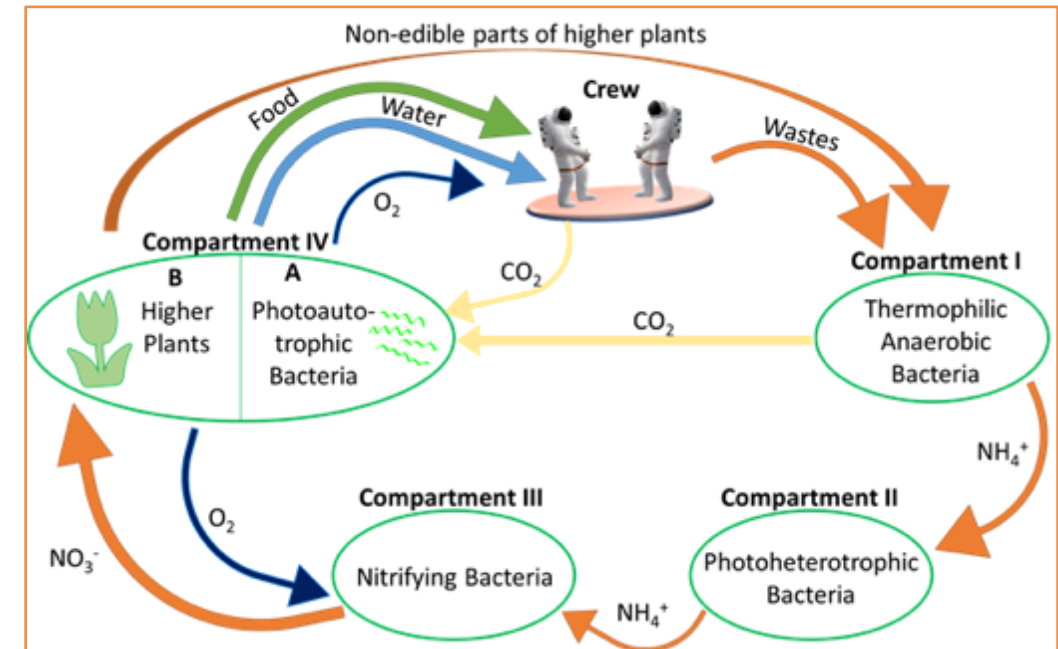 Non-edible parts of higher plants
Crew
Food
Water
Wastes
O₂
Compartment IV
B
A
Higher
Plants
Photoauto-
trophic
Bacteria
CO₂
CO₂
Compartment I
Thermophilic
Anaerobic
Bacteria
NH₄⁺
Compartment III
Compartment II
O₂
NO₃⁻
Nitrifying Bacteria
Photoheterotrophic
Bacteria
NH₄⁺